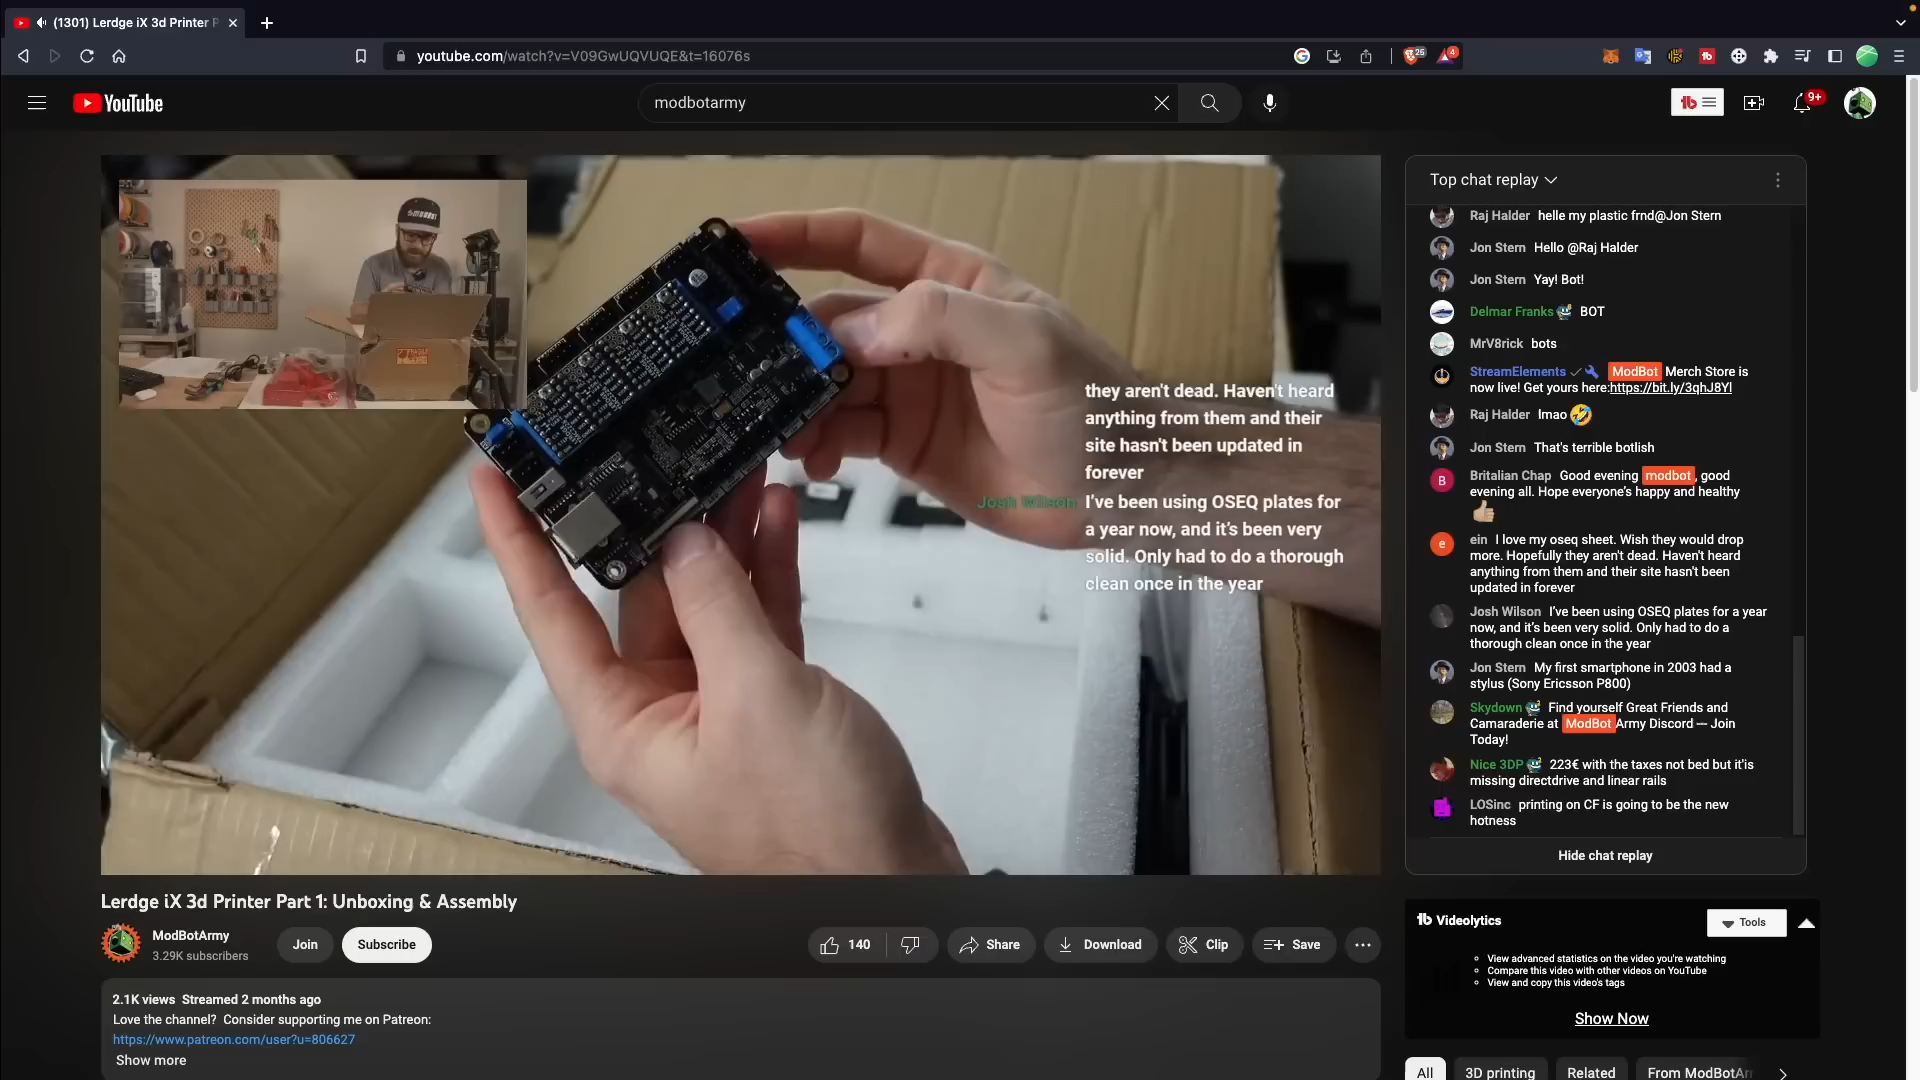 (1301) Lerdge iX 3d Printer P
youtube.com/watch?v=V09GwUQVUQE&t=16076s
26
4
YouTube
modbotarmy
9+
Top chat replay
Raj Halder helle my plastic frnd@Jon Stern
Jon Stern Hello @Raj Halder
Jon Stern Yay! Bot!
Delmar Franks BOT
MrV8rick bots
StreamElements ModBot Merch Store is
now live! Get yours here:https://bit.ly/3qhJ8Yl
Raj Halder lmao
Jon Stern That's terrible botlish
Britalian Chap Good evening modbot, good
evening all. Hope everyone's happy and healthy
ein I love my oseq sheet. Wish they would drop
more. Hopefully they aren't dead. Haven't heard
anything from them and their site hasn't been
updated in forever
Josh Wilson I've been using OSEQ plates for a year
now, and it's been very solid. Only had to do a
thorough clean once in the year
Jon Stern My first smartphone in 2003 had a
stylus (Sony Ericsson P800)
Skydown Find yourself Great Friends and
Camaraderie at ModBot Army Discord — Join
Today!
Nice 3DP 223€ with the taxes not bed but it'is
missing directdrive and linear rails
LOSinc printing on CF is going to be the new
hotness
Hide chat replay
they aren't dead. Haven't heard
anything from them and their
site hasn't been updated in
forever
Josh Wilson I've been using OSEQ plates for
a year now, and it's been very
solid. Only had to do a thorough
clean once in the year
Lerdge iX 3d Printer Part 1: Unboxing & Assembly
ModBotArmy
3.29K subscribers
Join
Subscribe
140
Share
Download
Clip
Save
2.1K views Streamed 2 months ago
Love the channel? Consider supporting me on Patreon:
https://www.patreon.com/user?u=806627
Show more
Videolytics
Tools
View advanced statistics on the video you're watching
Compare this video with other videos on YouTube
View and copy this video's tags
Show Now
All
3D printing
Related
From ModBotAr